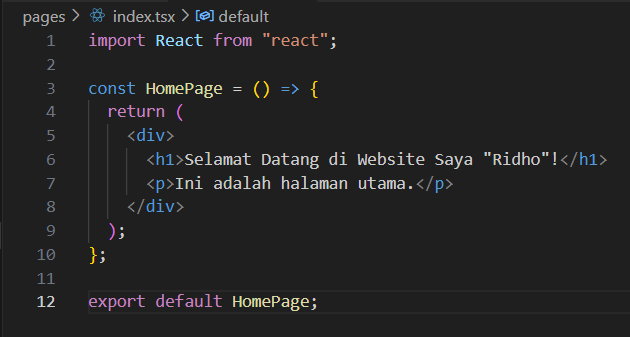 pages > index.tsx > default
1 import React from "react";
2
3 const HomePage = () => {
4 return (
5 <div>
6 <h1>Selamat Datang di Website Saya "Ridho"!</h1>
7 <p>Ini adalah halaman utama.</p>
8 </div>
9 );
10 };
11
12 export default HomePage;